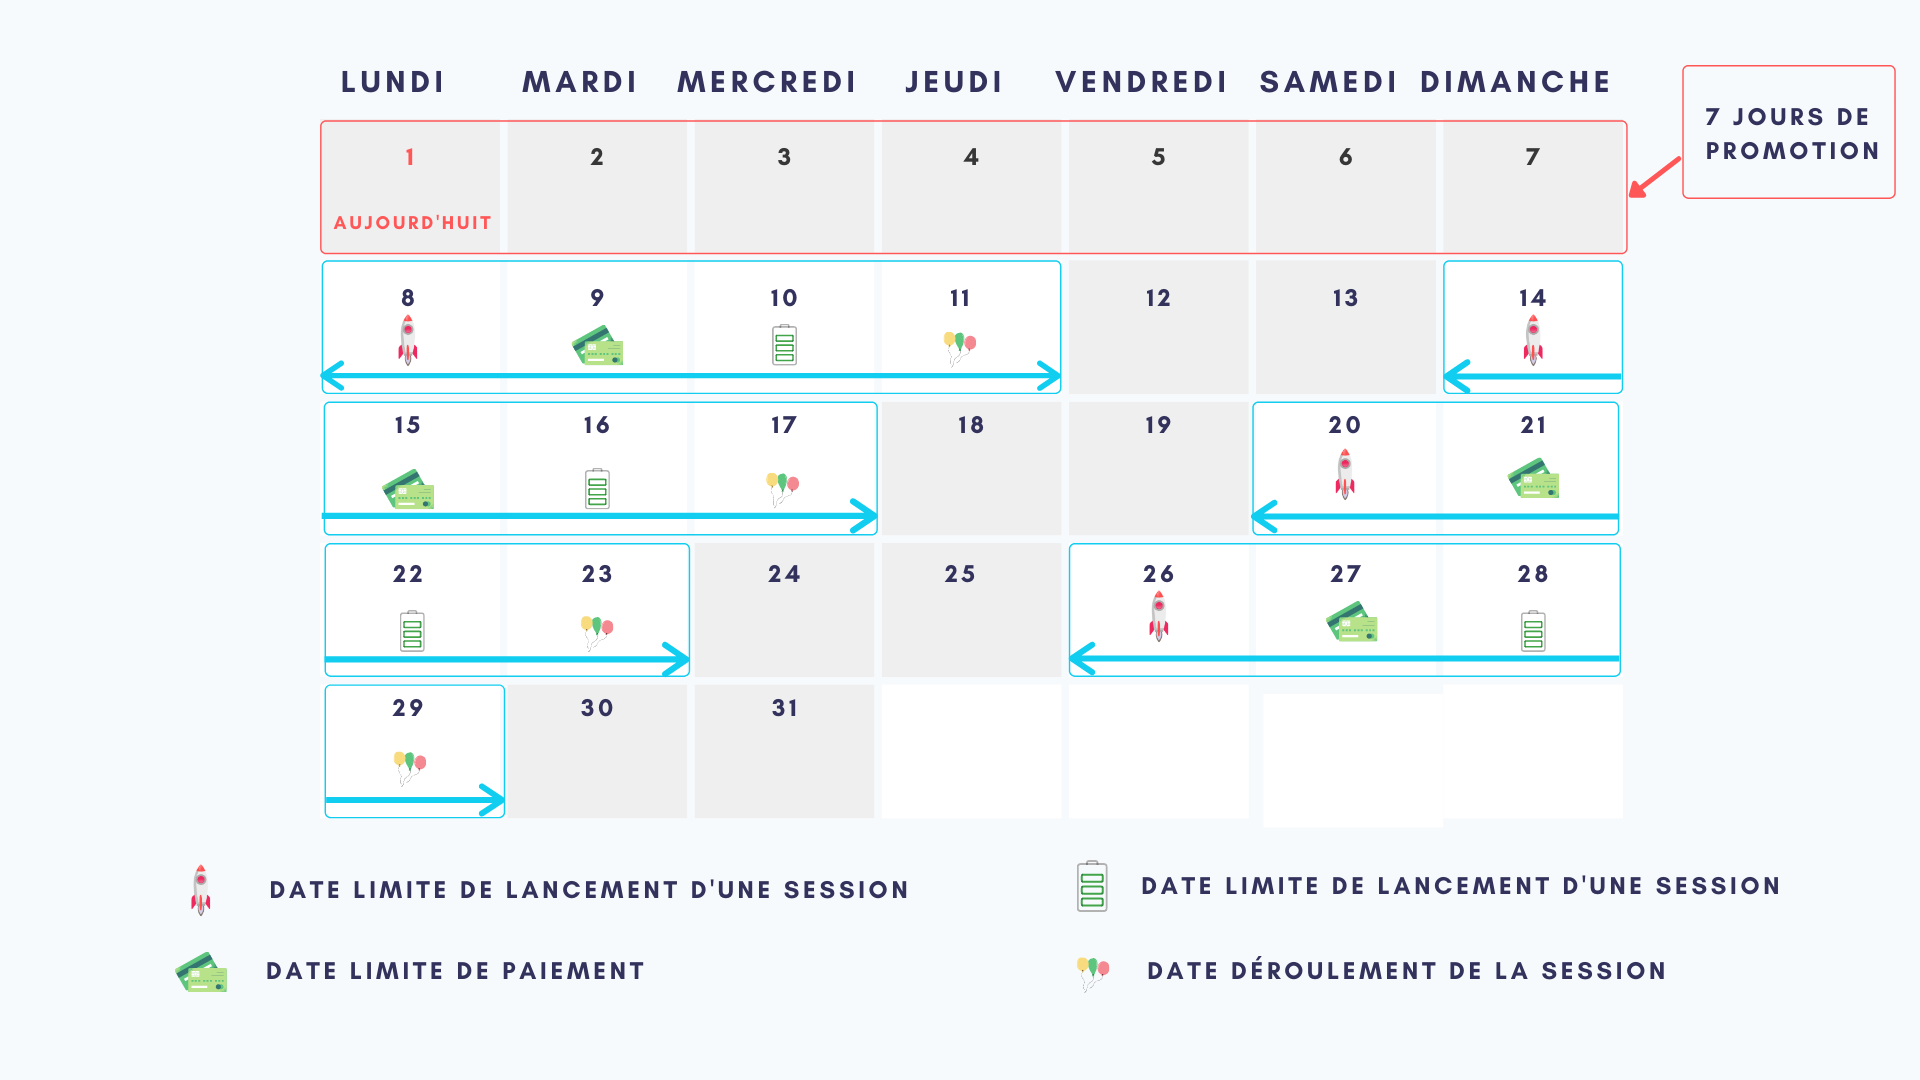 LUNDI MARDI MERCREDI JEUDI VENDREDI SAMEDI DIMANCHE
7 JOURS DE
PROMOTION
1 2 3 4 5 6 7
AUJOURD'HUIT
8 9 10 11 12 13 14
15 16 17 18 19 20 21
22 23 24 25 26 27 28
29 30 31
DATE LIMITE DE LANCEMENT D'UNE SESSION
DATE LIMITE DE LANCEMENT D'UNE SESSION
DATE LIMITE DE PAIEMENT
DATE DÉROULEMENT DE LA SESSION